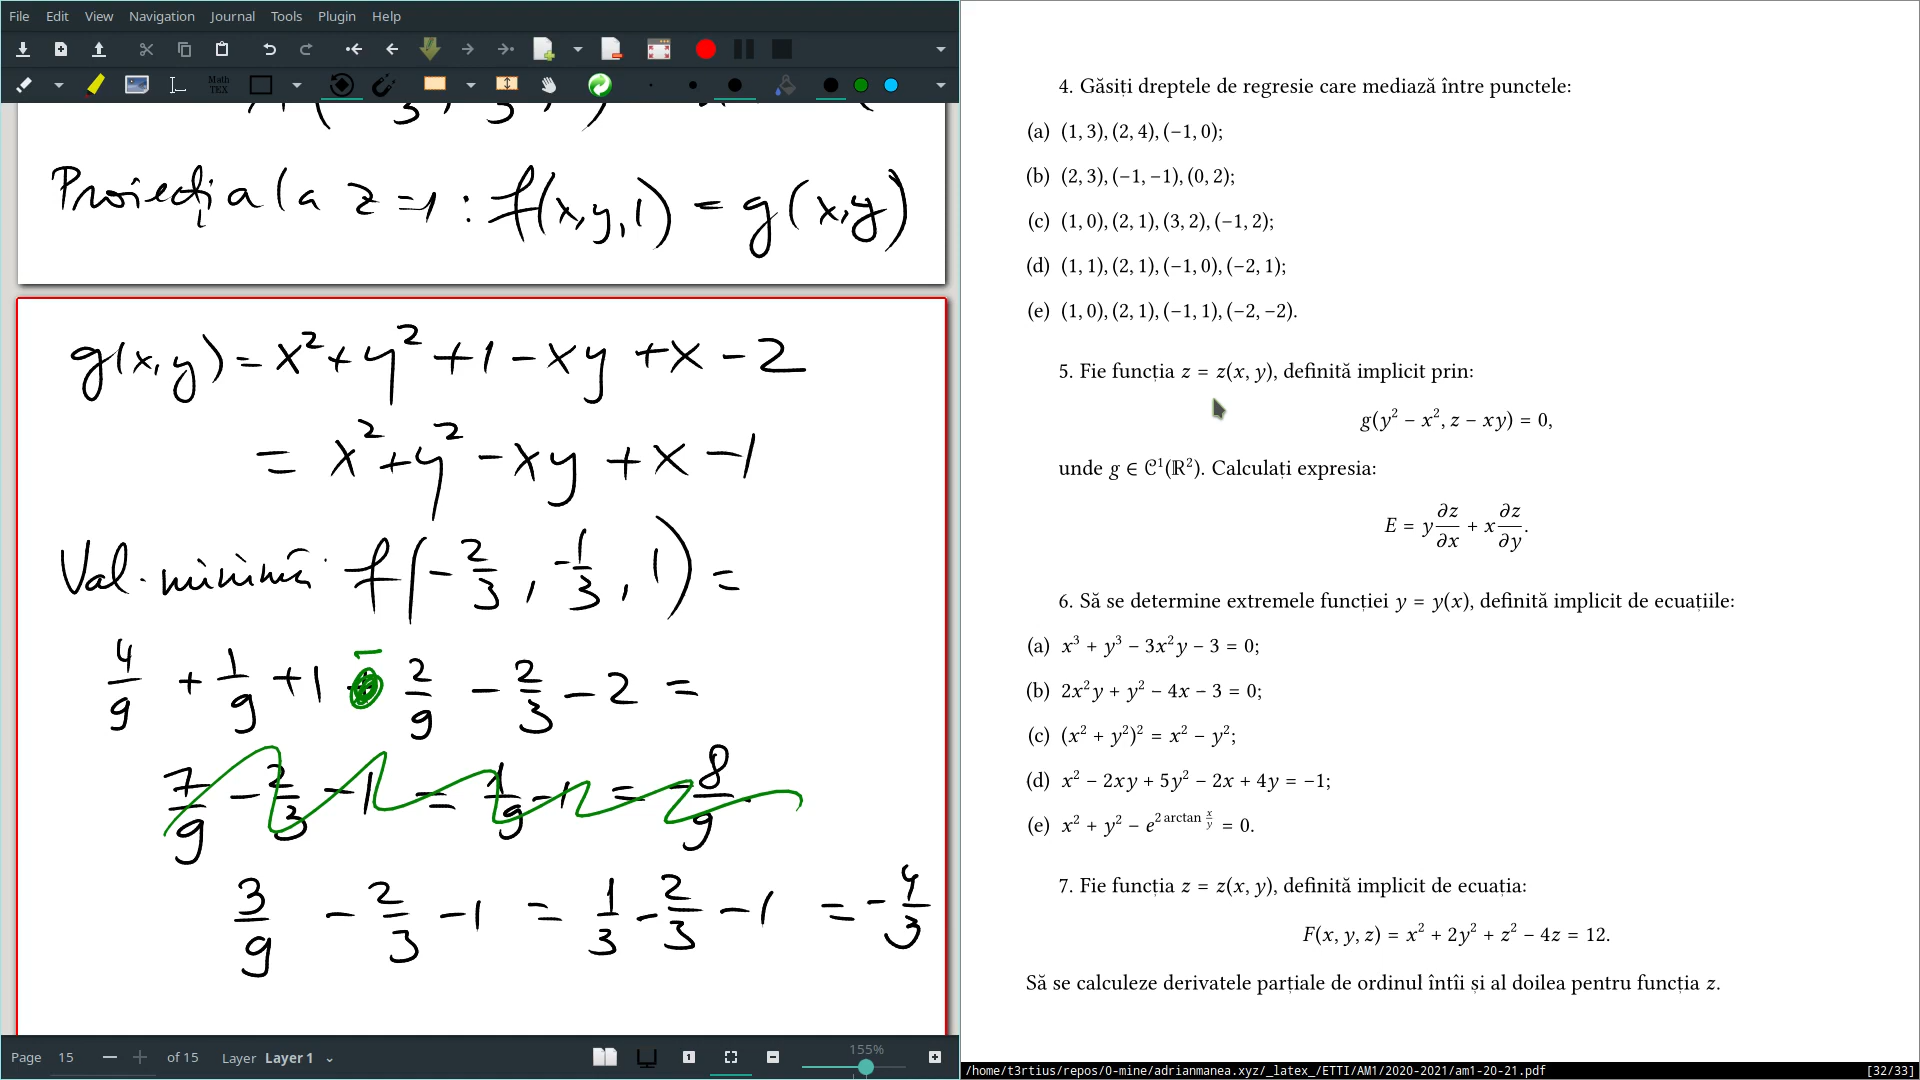 File Edit View Navigation Journal Tools Plugin Help
Math TEX
Proiecția la z = 1 : f(x,y,1) = g(x,y)
g(x,y) = x² + y² + 1 - xy + x - 2
= x² + y² - xy + x - 1
Val. minimă: f(-2/3, -1/3, 1) =
4/9 + 1/9 + 1 - 2/9 - 2/3 - 2 =
7/9 - 2/3 - 1 = 1/9 - 1 = -8/9
3/9 - 2/3 - 1 = 1/3 - 2/3 - 1 = -4/3
Page 15 of 15 Layer Layer 1 155%
4. Găsiți dreptele de regresie care mediază între punctele:
(a) (1, 3), (2, 4), (−1, 0);
(b) (2, 3), (−1, −1), (0, 2);
(c) (1, 0), (2, 1), (3, 2), (−1, 2);
(d) (1, 1), (2, 1), (−1, 0), (−2, 1);
(e) (1, 0), (2, 1), (−1, 1), (−2, −2).
5. Fie funcția z = z(x, y), definită implicit prin:
g(y² − x², z − xy) = 0,
unde g ∈ 𝒞¹(ℝ²). Calculați expresia:
E = y ∂z/∂x + x ∂z/∂y.
6. Să se determine extremele funcției y = y(x), definită implicit de ecuațiile:
(a) x³ + y³ − 3x²y − 3 = 0;
(b) 2x²y + y² − 4x − 3 = 0;
(c) (x² + y²)² = x² − y²;
(d) x² − 2xy + 5y² − 2x + 4y = −1;
(e) x² + y² − e^{2 arctan x/y} = 0.
7. Fie funcția z = z(x, y), definită implicit de ecuația:
F(x, y, z) = x² + 2y² + z² − 4z = 12.
Să se calculeze derivatele parțiale de ordinul întîi și al doilea pentru funcția z.
/home/t3rtius/repos/0-mine/adrianmanea.xyz/_latex_/ETTI/AM1/2020-2021/am1-20-21.pdf [32/33]